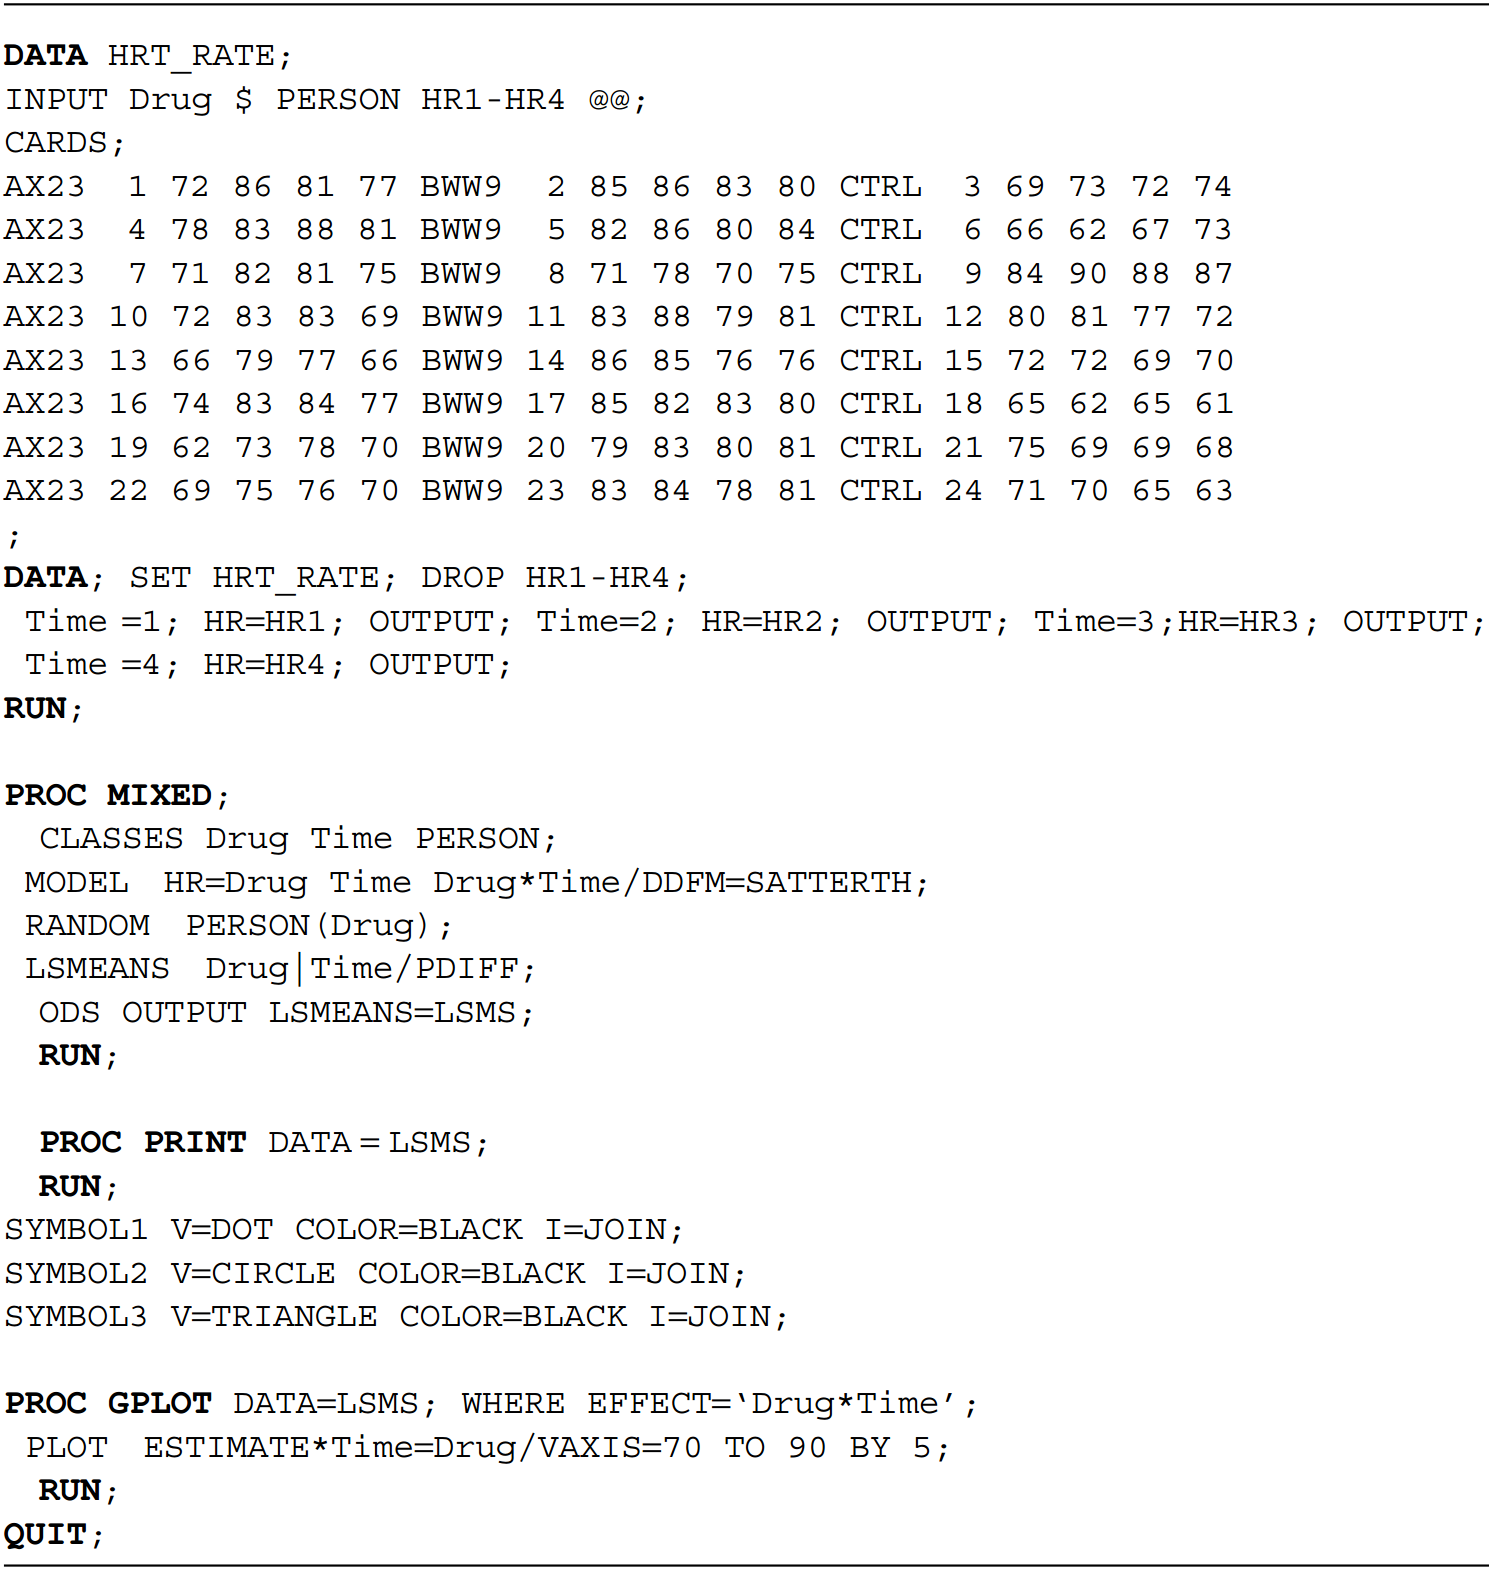 DATA HRT_RATE;
INPUT Drug $ PERSON HR1-HR4 @@;
CARDS;
AX23 1 72 86 81 77 BWW9 2 85 86 83 80 CTRL 3 69 73 72 74
AX23 4 78 83 88 81 BWW9 5 82 86 80 84 CTRL 6 66 62 67 73
AX23 7 71 82 81 75 BWW9 8 71 78 70 75 CTRL 9 84 90 88 87
AX23 10 72 83 83 69 BWW9 11 83 88 79 81 CTRL 12 80 81 77 72
AX23 13 66 79 77 66 BWW9 14 86 85 76 76 CTRL 15 72 72 69 70
AX23 16 74 83 84 77 BWW9 17 85 82 83 80 CTRL 18 65 62 65 61
AX23 19 62 73 78 70 BWW9 20 79 83 80 81 CTRL 21 75 69 69 68
AX23 22 69 75 76 70 BWW9 23 83 84 78 81 CTRL 24 71 70 65 63
;
DATA; SET HRT_RATE; DROP HR1-HR4;
Time =1; HR=HR1; OUTPUT; Time=2; HR=HR2; OUTPUT; Time=3;HR=HR3; OUTPUT;
Time =4; HR=HR4; OUTPUT;
RUN;
PROC MIXED;
CLASSES Drug Time PERSON;
MODEL HR=Drug Time Drug*Time/DDFM=SATTERTH;
RANDOM PERSON(Drug);
LSMEANS Drug|Time/PDIFF;
ODS OUTPUT LSMEANS=LSMS;
RUN;
PROC PRINT DATA = LSMS;
RUN;
SYMBOL1 V=DOT COLOR=BLACK I=JOIN;
SYMBOL2 V=CIRCLE COLOR=BLACK I=JOIN;
SYMBOL3 V=TRIANGLE COLOR=BLACK I=JOIN;
PROC GPLOT DATA=LSMS; WHERE EFFECT=‘Drug*Time’;
PLOT ESTIMATE*Time=Drug/VAXIS=70 TO 90 BY 5;
RUN;
QUIT;